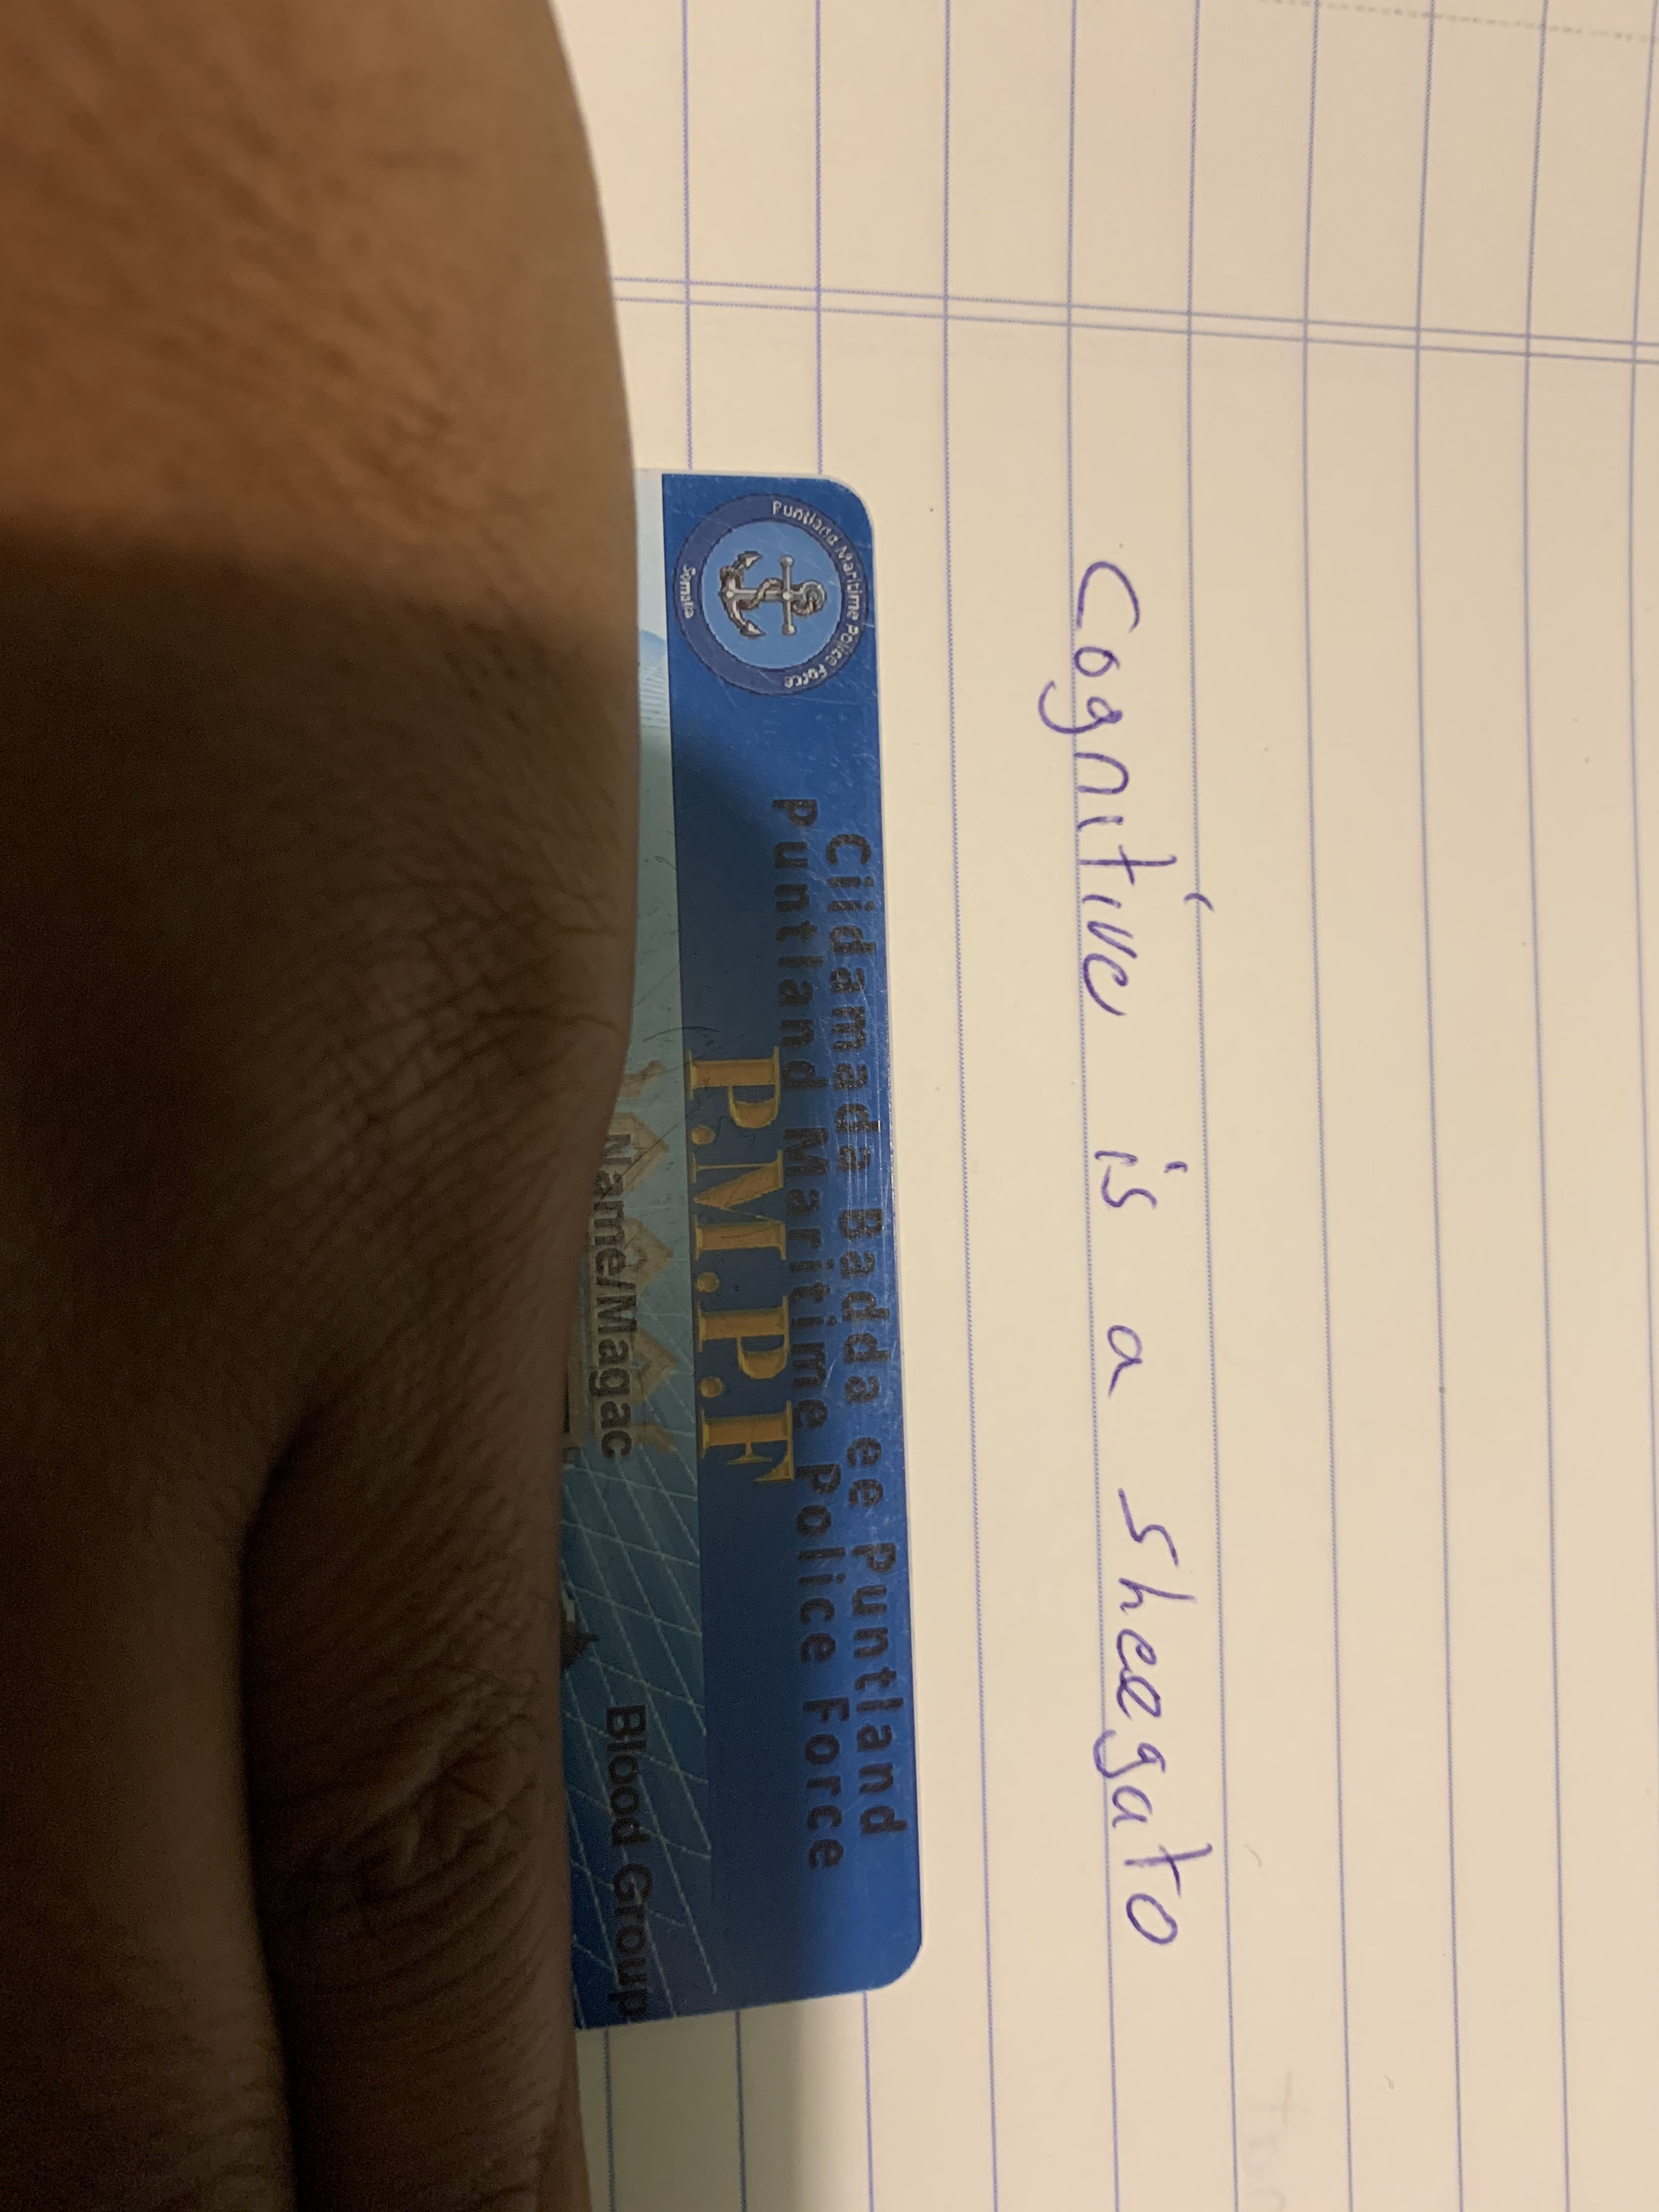 Cognitive is a sheegato
Ciidamada Badda ee Puntland
Puntland Maritime Police Force
P.M.P.F
Puntland Maritime Police Force
Somalia
Name/Magac
Blood Group